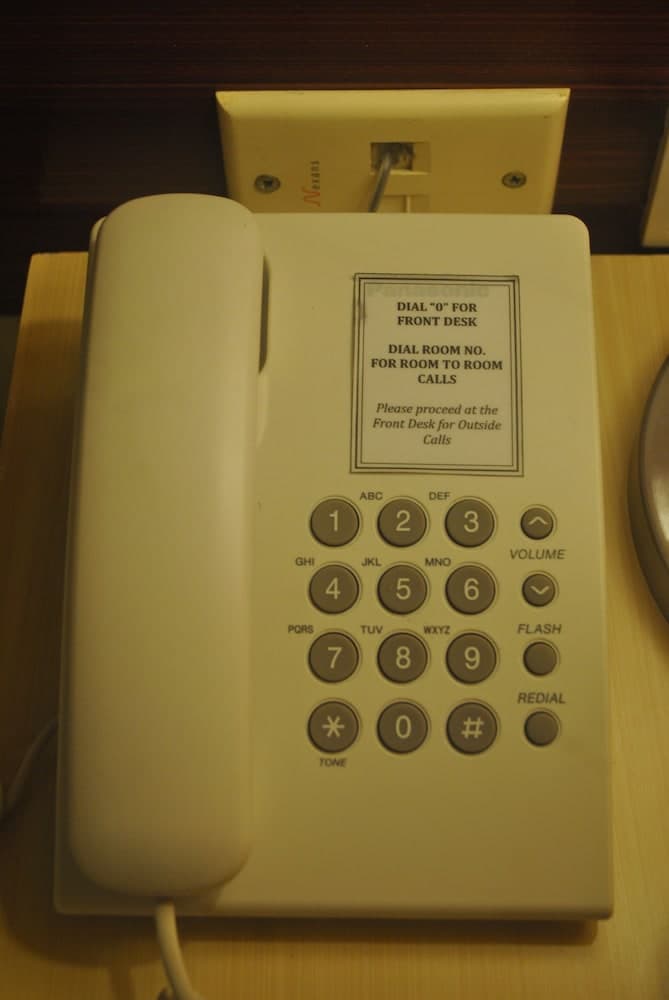 Nexans
Panasonic
DIAL "0" FOR
FRONT DESK
DIAL ROOM NO.
FOR ROOM TO ROOM
CALLS
Please proceed at the
Front Desk for Outside
Calls
ABC DEF
1 2 3
VOLUME
GHI JKL MNO
4 5 6
FLASH
PQRS TUV WXYZ
7 8 9
REDIAL
* 0 #
TONE